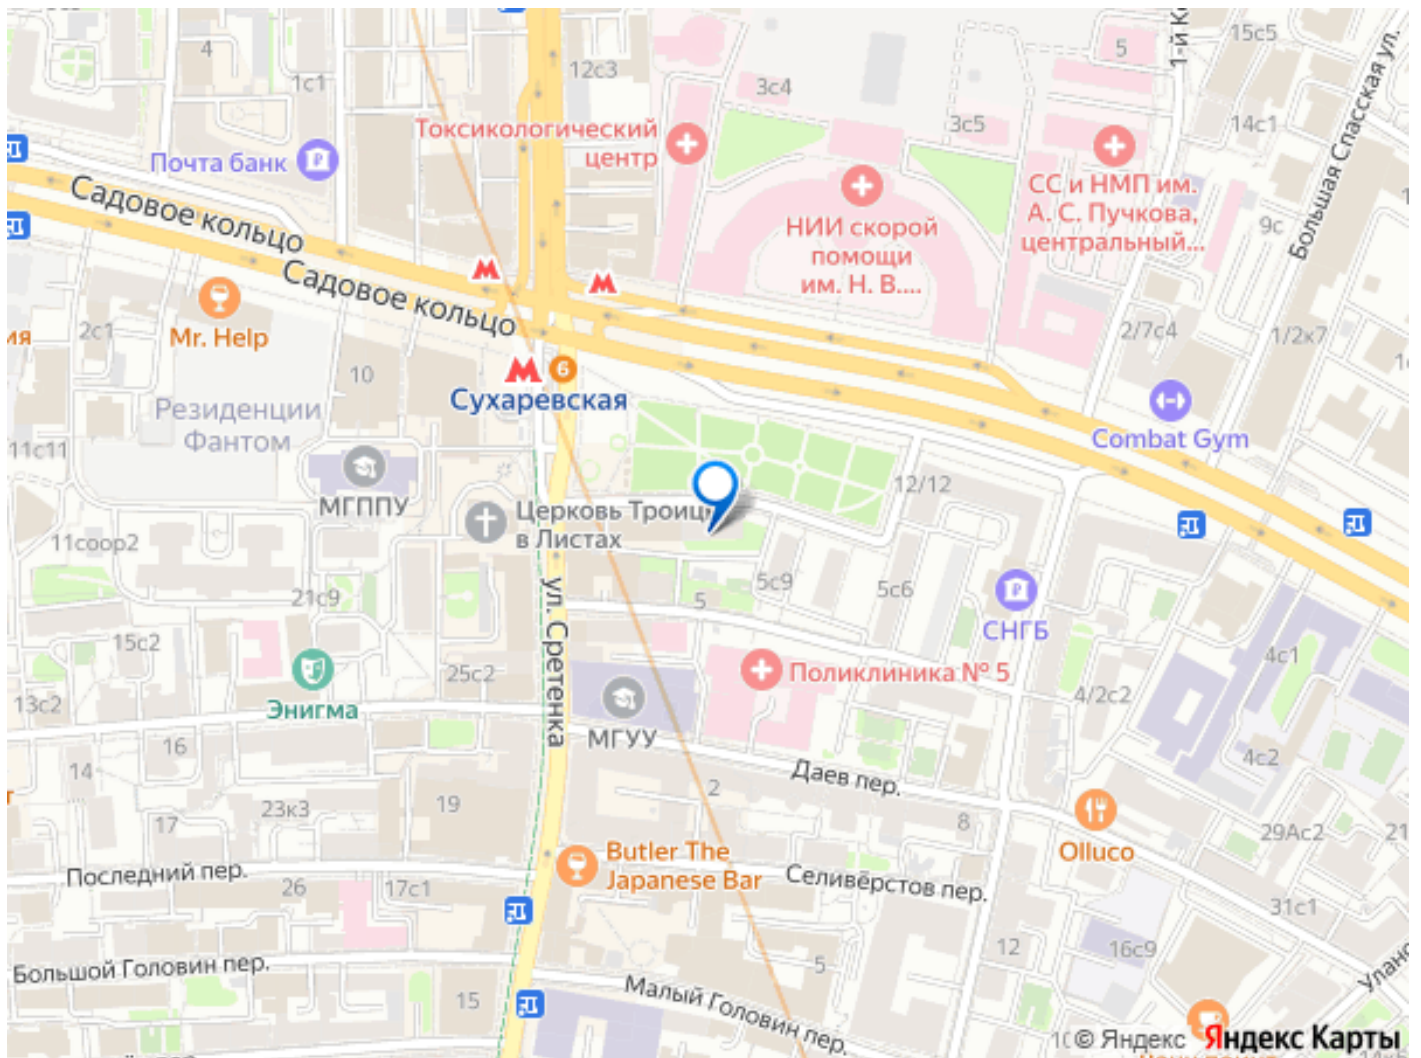 4
1с1
12с3
3с4
5
15с5
1-й К
Токсикологический
центр
3с5
14с1
Большая Спасская ул.
Почта банк
Садовое кольцо
НИИ скорой
помощи
им. Н. В....
СС и НМП им.
А. С. Пучкова,
центральный...
9с
Садовое кольцо
2с1
Mr. Help
ия
2/7с4
1/2к7
10
6
Сухаревская
Резиденции
Фантом
Combat Gym
11с11
МГППУ
12/12
Церковь Троиц
в Листах
11соор2
21с9
5
5с9
5с6
СНГБ
ул. Сретенка
15с2
25с2
Поликлиника № 5
4с1
13с2
Энигма
4/2с2
16
МГУУ
14
Даев пер.
4с2
2
19
23к3
17
8
29Ас2
21
Olluco
Butler The
Japanese Bar
Последний пер.
26
17с1
Селивёрстов пер.
31с1
12
16с9
Большой Головин пер.
5
Улано
15
Малый Головин пер.
© Яндекс
Яндекс Карты